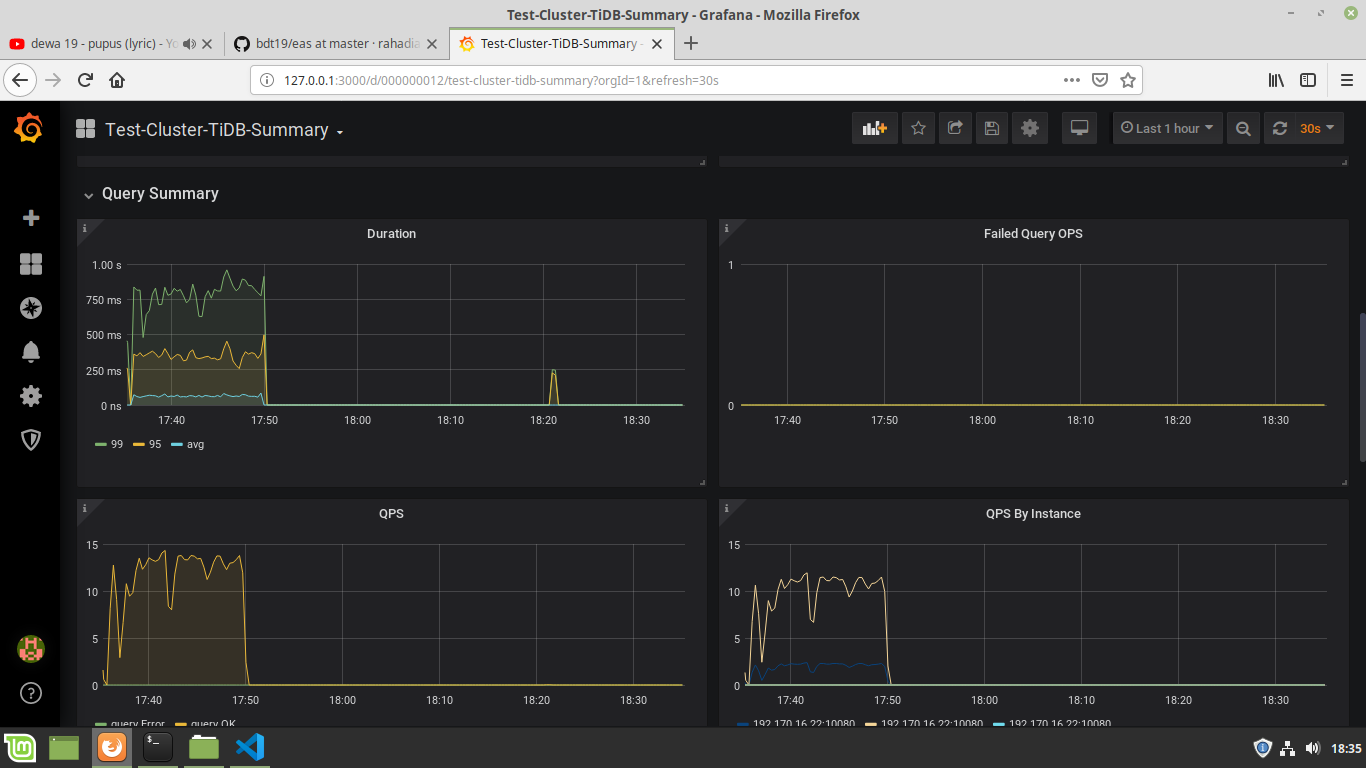 Test-Cluster-TiDB-Summary - Grafana - Mozilla Firefox
dewa 19 - pupus (lyric) - Yo
bdt19/eas at master · rahadia
Test-Cluster-TiDB-Summary -
127.0.0.1:3000/d/000000012/test-cluster-tidb-summary?orgId=1&refresh=30s
Test-Cluster-TiDB-Summary
Last 1 hour
30s
Query Summary
Duration
1.00 s
750 ms
500 ms
250 ms
0 ns
17:40 17:50 18:00 18:10 18:20 18:30
99 95 avg
Failed Query OPS
1
0
17:40 17:50 18:00 18:10 18:20 18:30
QPS
15
10
5
0
17:40 17:50 18:00 18:10 18:20 18:30
query Error query OK
QPS By Instance
15
10
5
0
17:40 17:50 18:00 18:10 18:20 18:30
192.170.16.22:10080 192.170.16.22:10080 192.170.16.22:10080
18:35